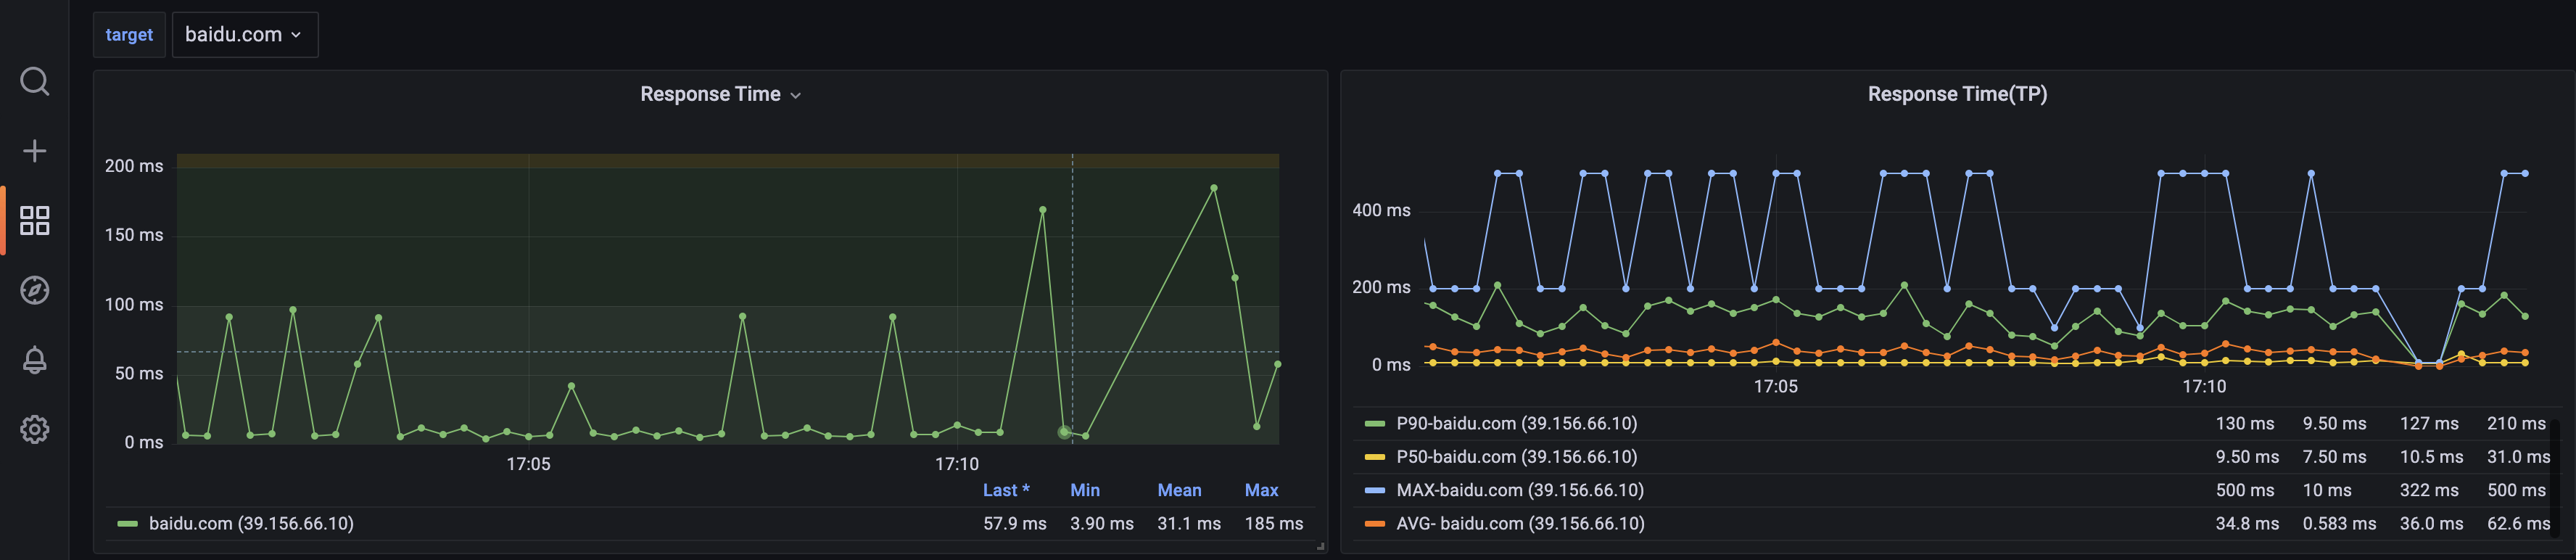 target baidu.com
Response Time
200 ms
150 ms
100 ms
50 ms
0 ms
17:05 17:10
Last * Min Mean Max
baidu.com (39.156.66.10) 57.9 ms 3.90 ms 31.1 ms 185 ms
Response Time(TP)
400 ms
200 ms
0 ms
17:05 17:10
P90-baidu.com (39.156.66.10) 130 ms 9.50 ms 127 ms 210 ms
P50-baidu.com (39.156.66.10) 9.50 ms 7.50 ms 10.5 ms 31.0 ms
MAX-baidu.com (39.156.66.10) 500 ms 10 ms 322 ms 500 ms
AVG- baidu.com (39.156.66.10) 34.8 ms 0.583 ms 36.0 ms 62.6 ms